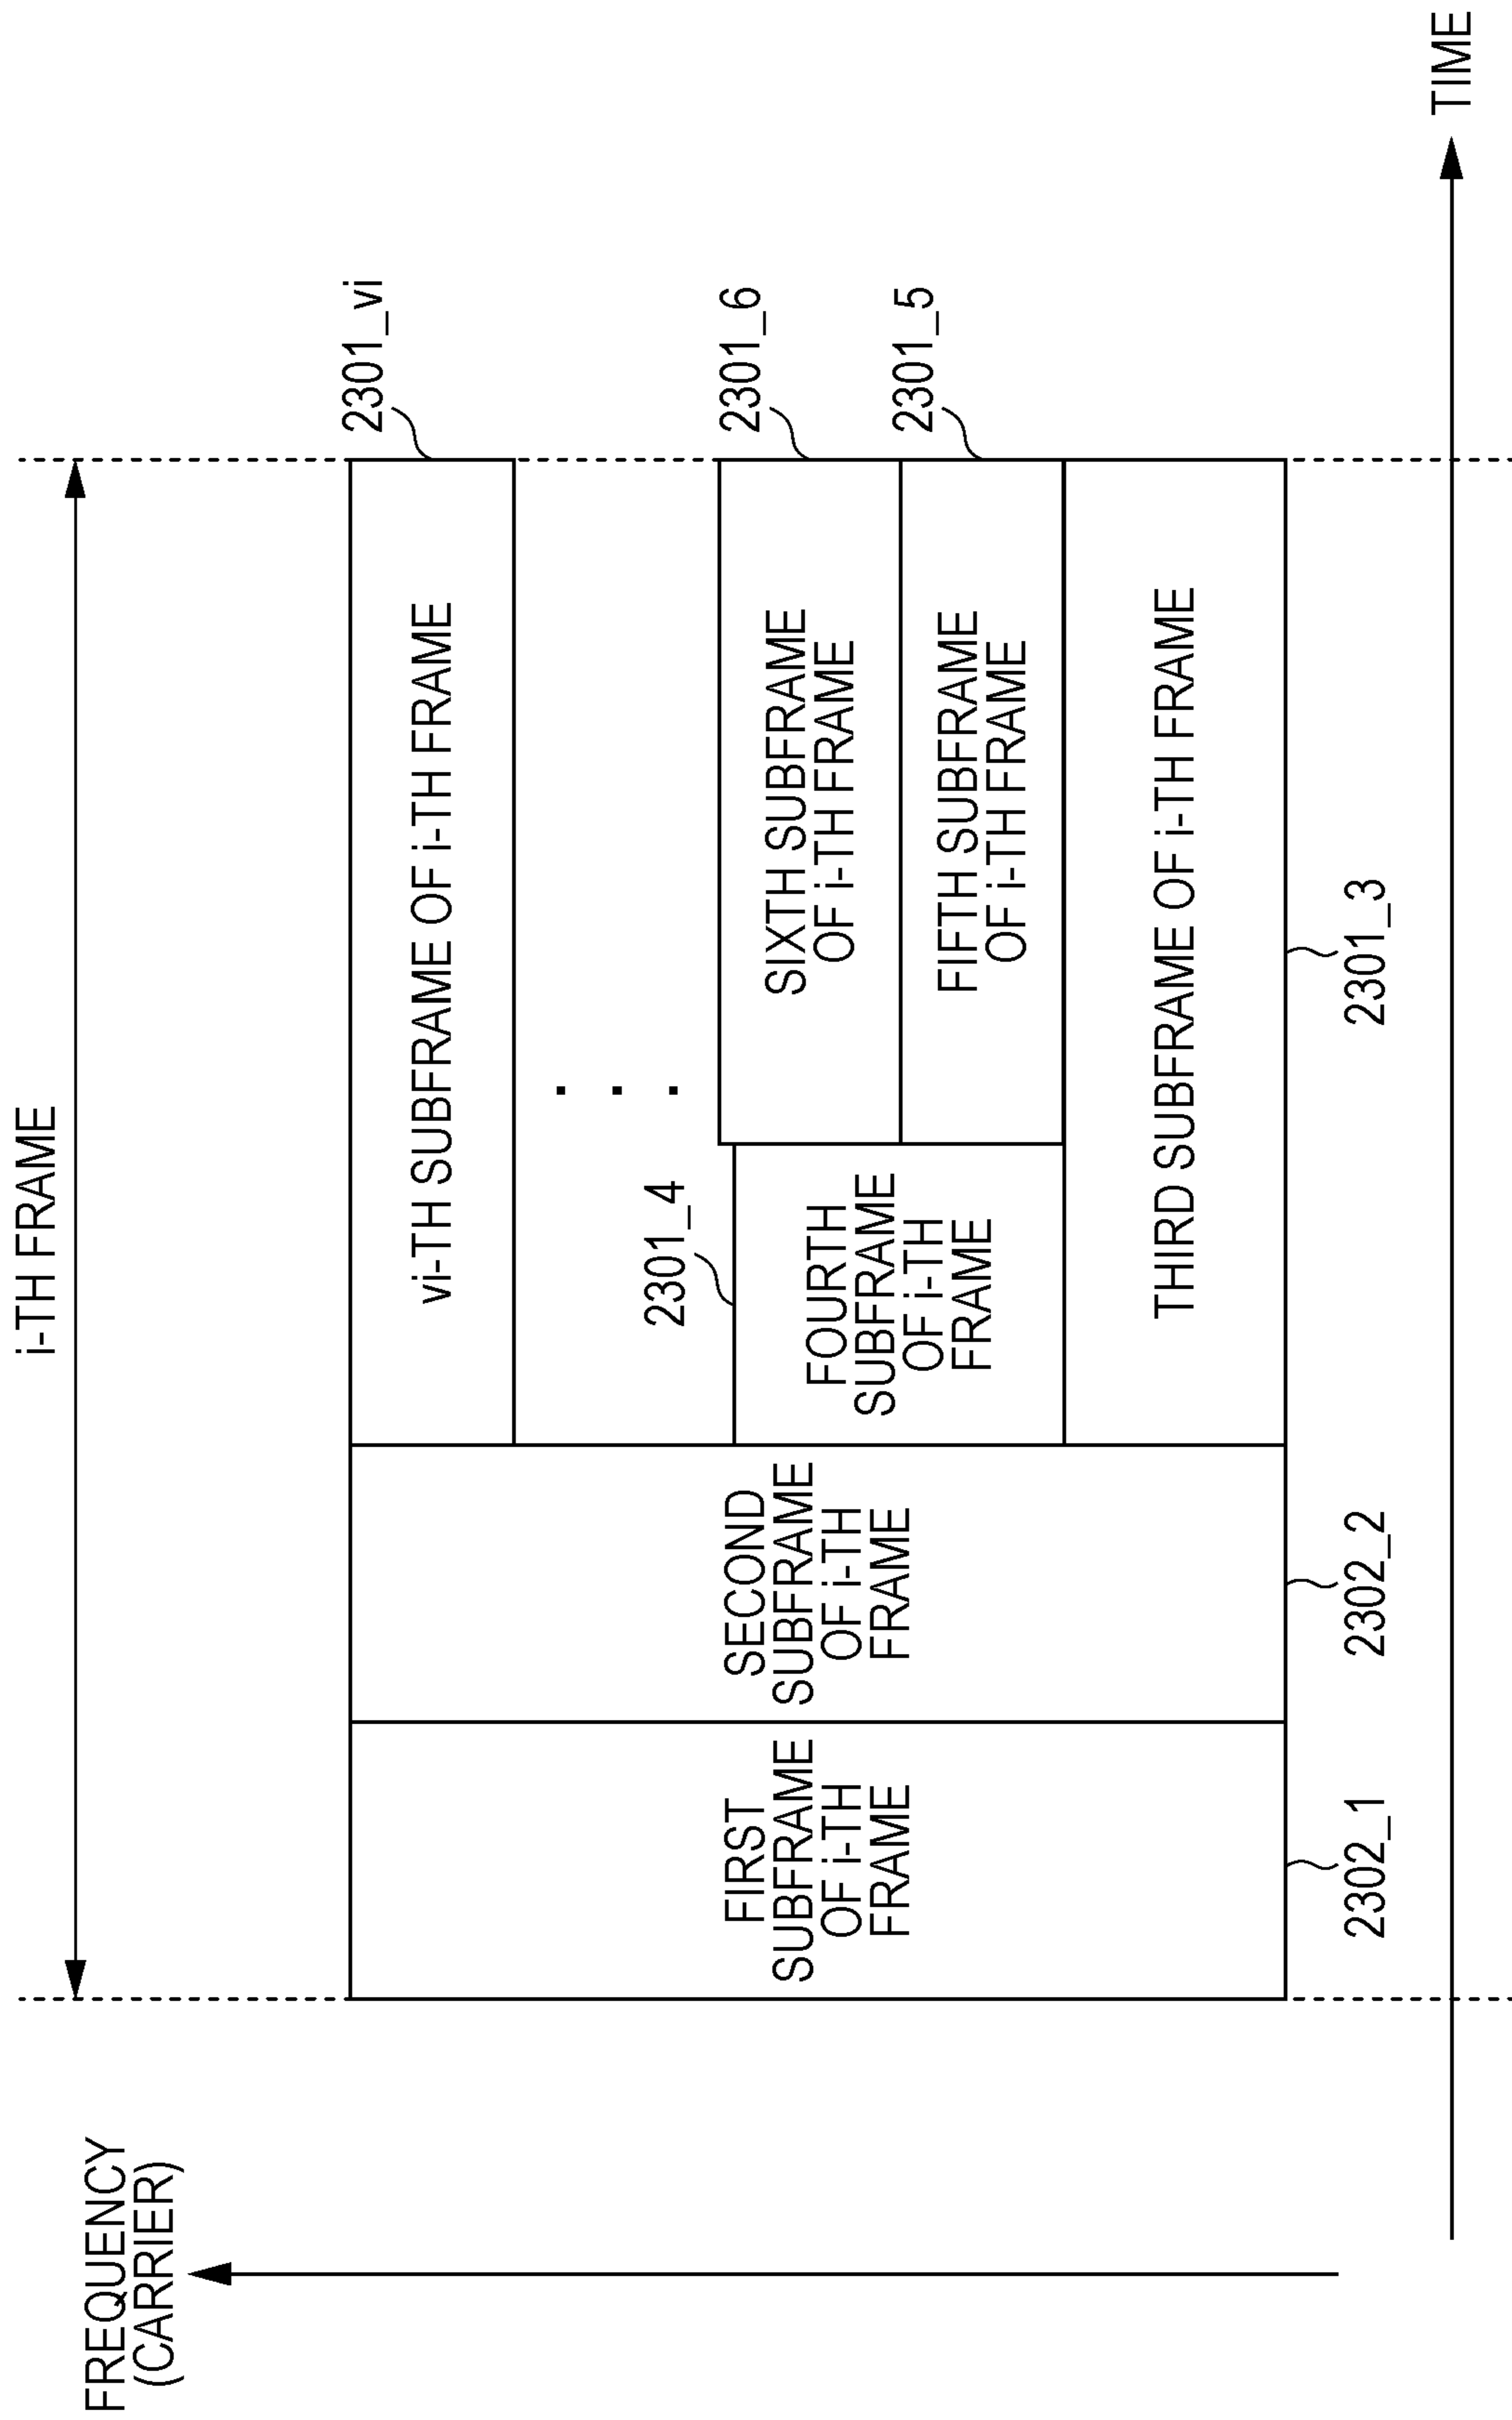 i-TH FRAME
FREQUENCY
(CARRIER)
2301_vi
vi-TH SUBFRAME OF i-TH FRAME
. . .
2301_4
2301_6
2301_5
FIRST
SUBFRAME
OF i-TH
FRAME
SECOND
SUBFRAME
OF i-TH
FRAME
FOURTH
SUBFRAME
OF i-TH
FRAME
SIXTH SUBFRAME
OF i-TH FRAME
FIFTH SUBFRAME
OF i-TH FRAME
THIRD SUBFRAME OF i-TH FRAME
2302_1
2302_2
2301_3
TIME